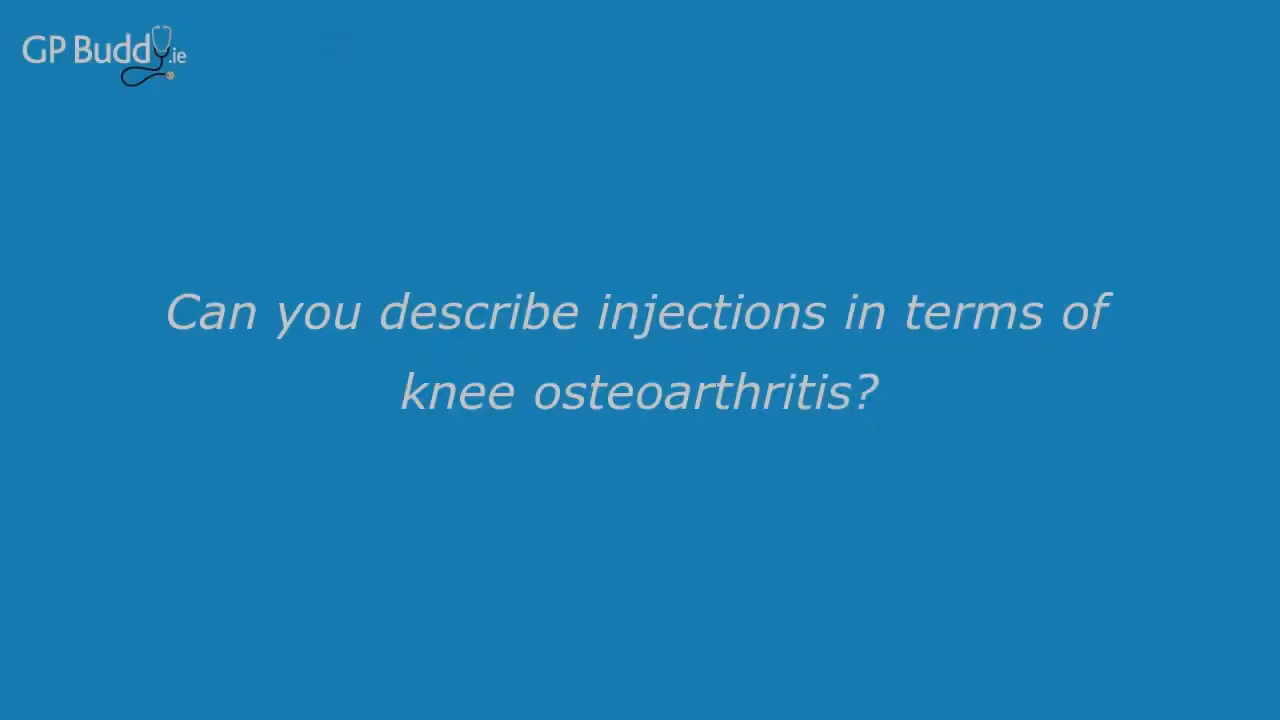 GP Buddy.ie
Can you describe injections in terms of
knee osteoarthritis?